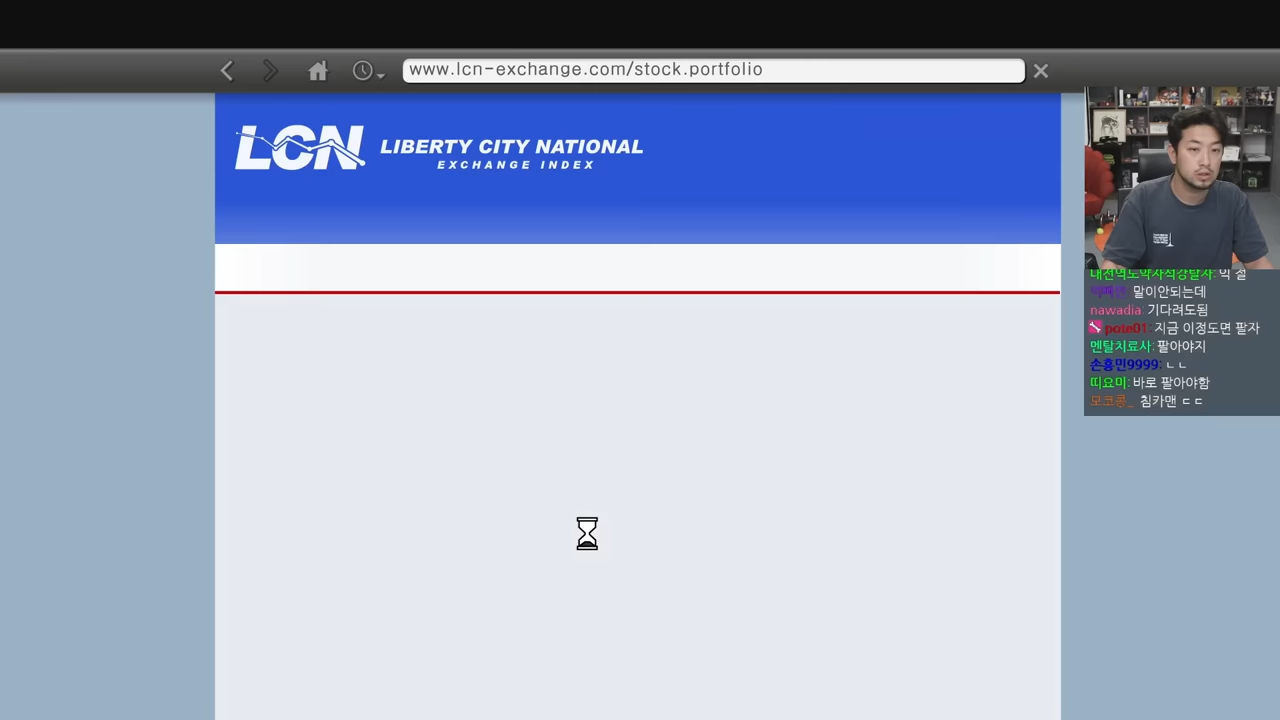 www.lcn-exchange.com/stock.portfolio
LCN LIBERTY CITY NATIONAL
EXCHANGE INDEX
nawadia: 기다려도됨
말이안되는데
pote01: 지금 이정도면 팔자
멘탈치료사: 팔아야지
손흥민9999: ㄴㄴ
띠요미: 바로 팔아야함
모코콩_ 침카맨 ㄷㄷ